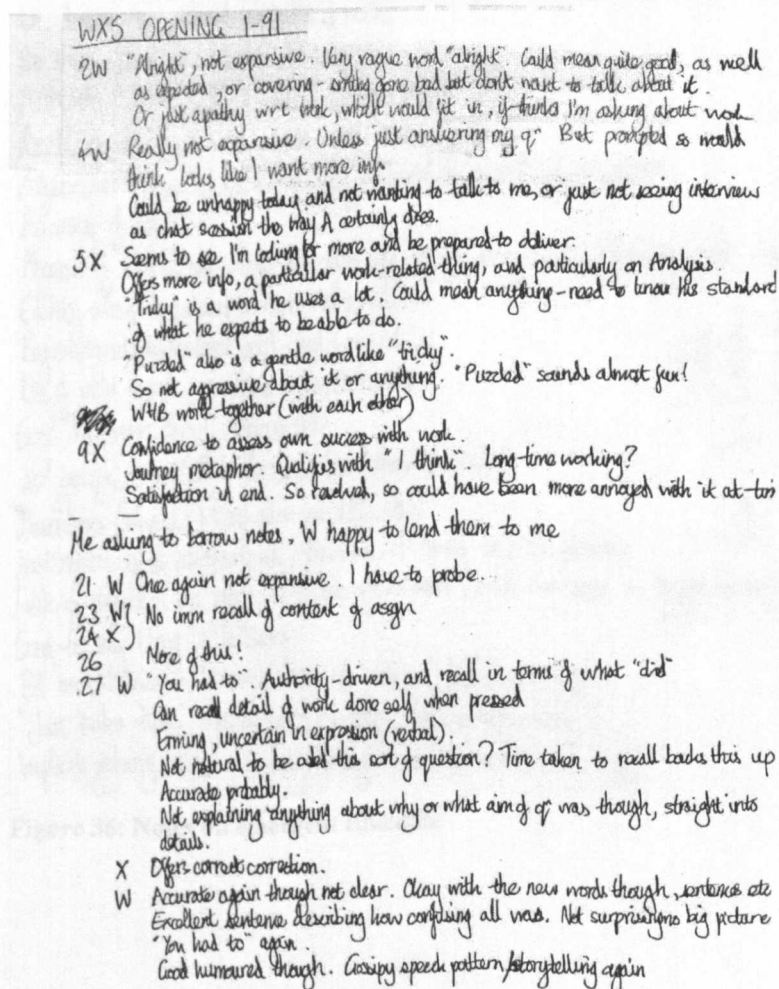 WXS OPENING 1-91
2W "Alright", not expansive. Very vague word "alright". Could mean quite good, as well
as expected, or covering - smthg gone bad but don't want to talk about it.
Or just apathy wrt work, which would fit in, if thinks I'm asking about work
4W Really not expansive. Unless just answering my qn. But prompted so would
think looks like I want more info.
Could be unhappy today and not wanting to talk to me, or just not seeing interview
as chat session the way A certainly does.
5X Seems to see I'm looking for more and be prepared to deliver.
Offers more info, a particular work-related thing, and particularly on Analysis.
"Tricky" is a word he uses a lot. Could mean anything - need to know his standard
of what he expects to be able to do.
"Puzzled" also is a gentle word like "tricky".
So not aggressive about it or anything. "Puzzled" sounds almost fun!
W+B work together (with each other)
9X Confidence to assess own success with work.
Journey metaphor. Qualifies with "I think". Long-time working?
Satisfaction in end. So resolved, so could have been more annoyed with it at tim
Me asking to borrow notes, W happy to lend them to me
21 W Once again not expansive. I have to probe.
23 W} No imm recall of content of assgn
24 X}
26 More of this!
27 W "You had to". Authority-driven, and recall in terms of what "did"
Can recall detail of work done self when pressed
Erming, uncertain in expression (verbal).
Not natural to be asked this sort of question? Time taken to recall backs this up
Accurate probably.
Not explaining anything about why or what aim of qn was though, straight into
details.
X Offers correct correction.
W Accurate again though not clear. Okay with the new words though, sentences etc
Excellent sentence describing how confusing all was. Not surprising no big picture
"You had to" again.
Good humoured though. Gossipy speech pattern/storytelling again